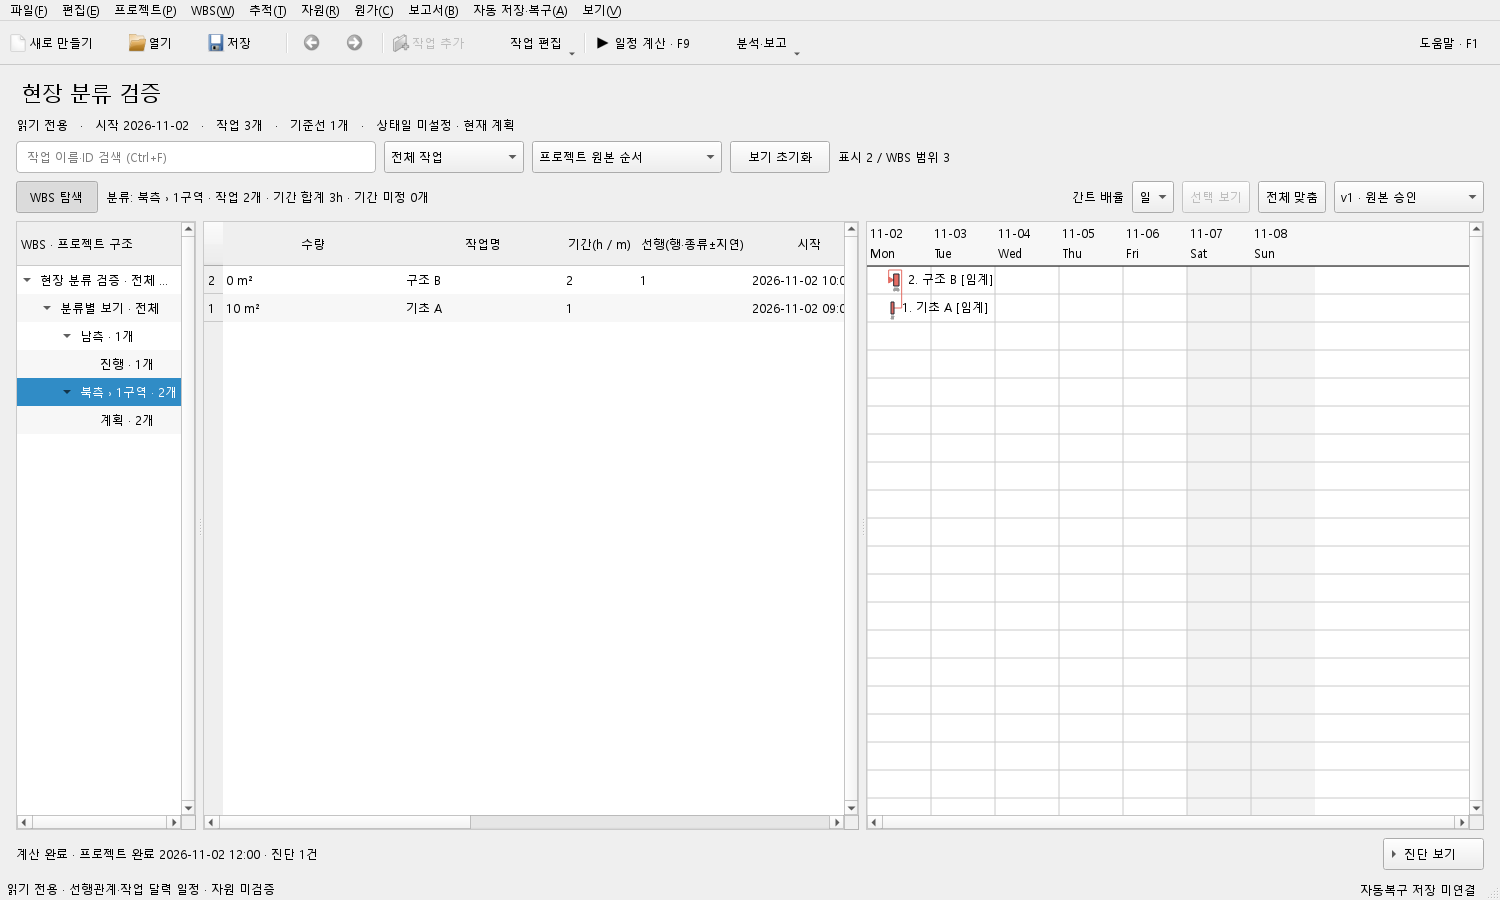 파일(F) 편집(E) 프로젝트(P) WBS(W) 추적(T) 자원(R) 원가(C) 보고서(B) 자동 저장·복구(A) 보기(V)
새로 만들기 열기 저장 작업 추가 작업 편집 일정 계산 · F9 분석·보고 도움말 · F1
현장 분류 검증
읽기 전용 · 시작 2026-11-02 · 작업 3개 · 기준선 1개 · 상태일 미설정 · 현재 계획
작업 이름·ID 검색 (Ctrl+F) 전체 작업 프로젝트 원본 순서 보기 초기화 표시 2 / WBS 범위 3
WBS 탐색 분류: 북측 › 1구역 · 작업 2개 · 기간 합계 3h · 기간 미정 0개 간트 배율 일 선택 보기 전체 맞춤 v1 · 원본 승인
WBS · 프로젝트 구조
현장 분류 검증 · 전체 ...
분류별 보기 · 전체
남측 · 1개
진행 · 1개
북측 › 1구역 · 2개
계획 · 2개
수량 작업명 기간(h / m) 선행(행·종류±지연) 시작
2 0 m² 구조 B 2 1 2026-11-02 10:0
1 10 m² 기초 A 1 2026-11-02 09:0
11-02 11-03 11-04 11-05 11-06 11-07 11-08
Mon Tue Wed Thu Fri Sat Sun
2. 구조 B [임계]
1. 기초 A [임계]
계산 완료 · 프로젝트 완료 2026-11-02 12:00 · 진단 1건 진단 보기
읽기 전용 · 선행관계·작업 달력 일정 · 자원 미검증 자동복구 저장 미연결